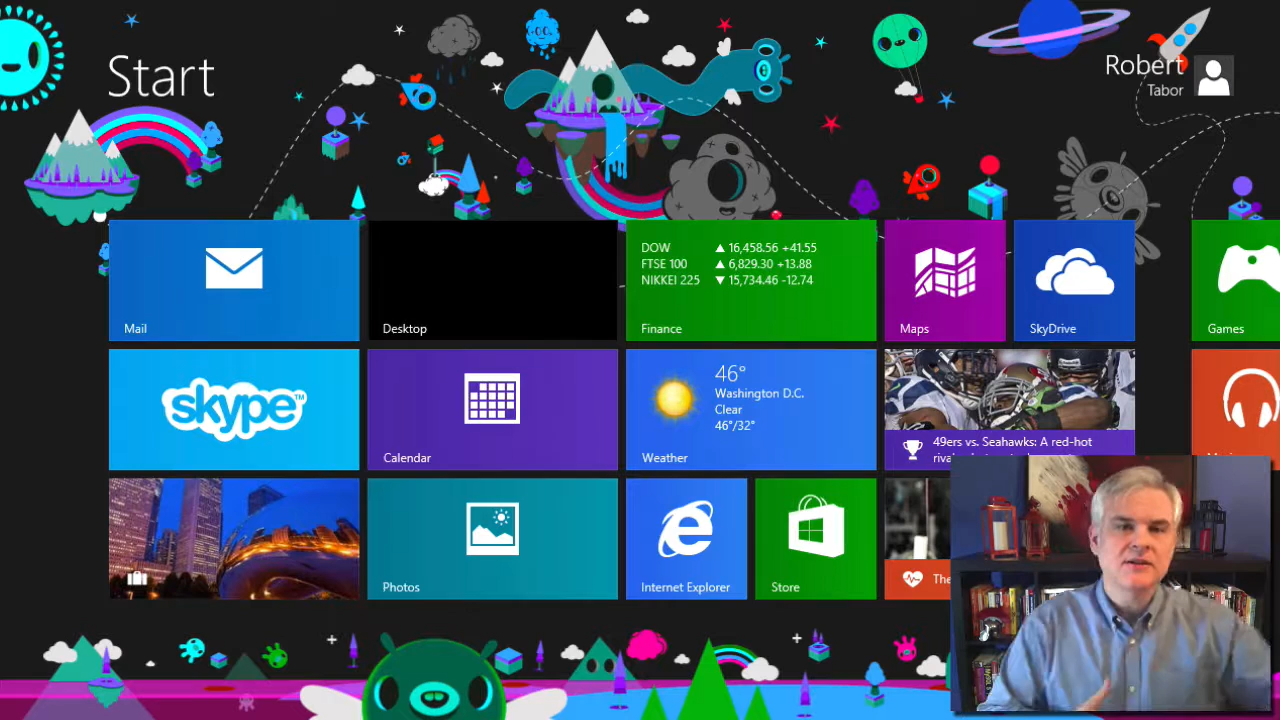 Start
Robert
Tabor
Mail
Desktop
DOW ▲ 16,458.56 +41.55
FTSE 100 ▲ 6,829.30 +13.88
NIKKEI 225 ▼ 15,734.46 -12.74
Finance
Maps
SkyDrive
Games
skype™
Calendar
46°
Washington D.C.
Clear
46°/32°
Weather
49ers vs. Seahawks: A red-hot
Photos
Internet Explorer
Store
The